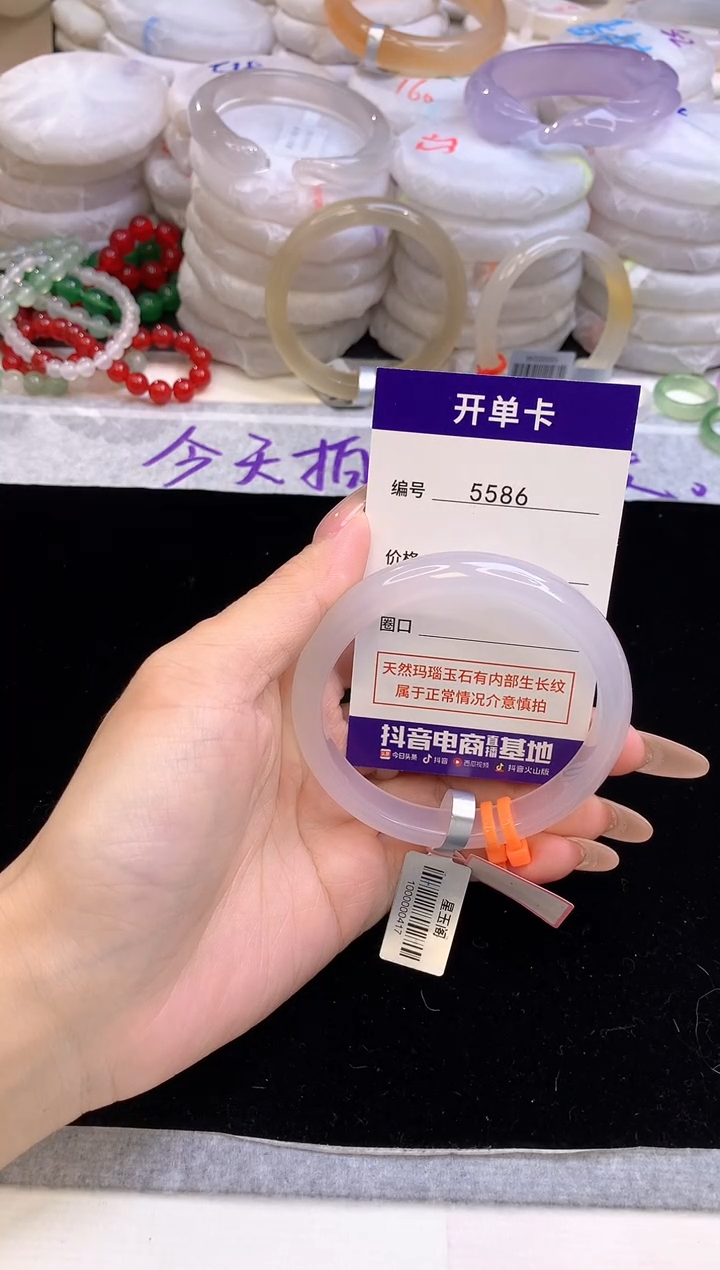 160
今天拍
开单卡
编号 5586
价格
圈口
天然玛瑙玉石有内部生长纹
属于正常情况介意慎拍
抖音电商直播基地
今日头条 抖音 西瓜视频 抖音火山版
星玉阁
1000000417